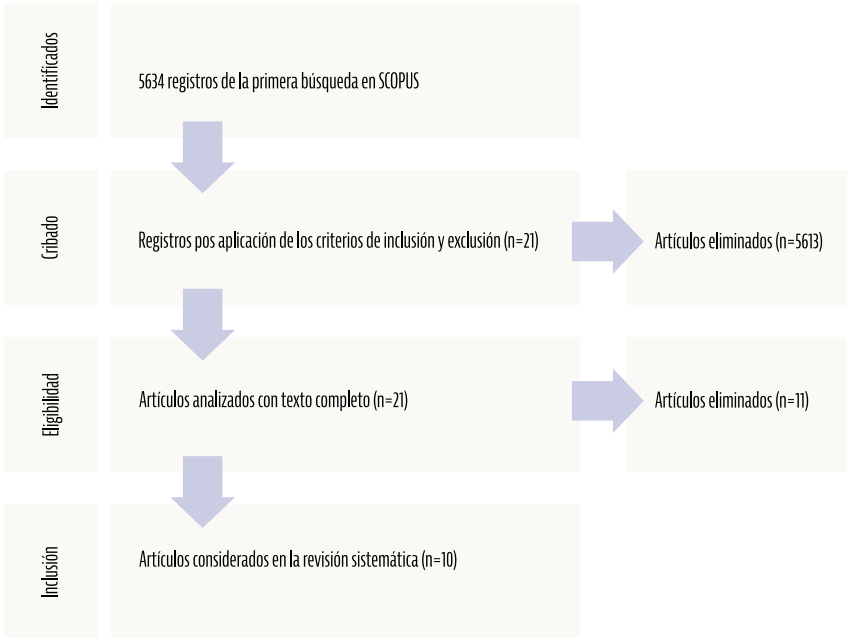 Identificados
5634 registros de la primera búsqueda en SCOPUS
Cribado
Registros pos aplicación de los criterios de inclusión y exclusión (n=21)
Artículos eliminados (n=5613)
Eligibilidad
Artículos analizados con texto completo (n=21)
Artículos eliminados (n=11)
Inclusión
Artículos considerados en la revisión sistemática (n=10)